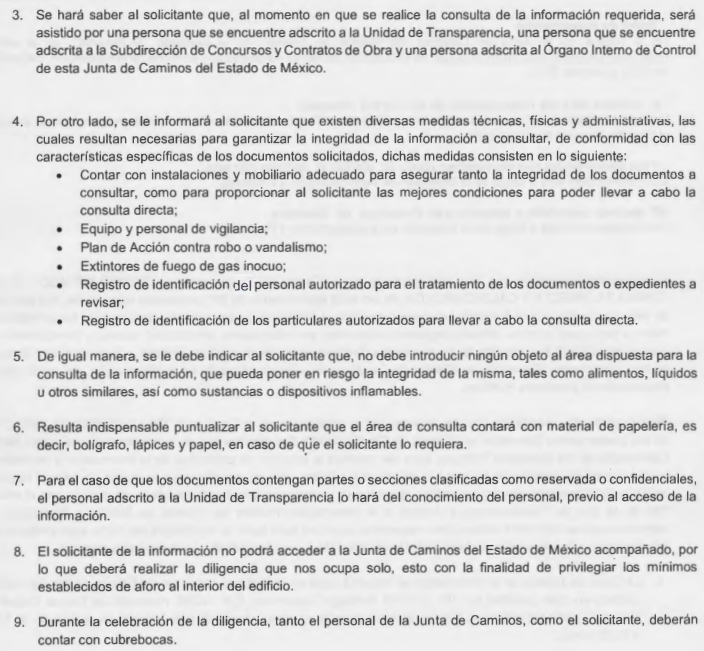 3. Se hará saber al solicitante que, al momento en que se realice la consulta de la información requerida, será
asistido por una persona que se encuentre adscrito a la Unidad de Transparencia, una persona que se encuentre
adscrita a la Subdirección de Concursos y Contratos de Obra y una persona adscrita al Órgano Interno de Control
de esta Junta de Caminos del Estado de México.
4. Por otro lado, se le informará al solicitante que existen diversas medidas técnicas, físicas y administrativas, las
cuales resultan necesarias para garantizar la integridad de la información a consultar, de conformidad con las
características específicas de los documentos solicitados, dichas medidas consisten en lo siguiente:
• Contar con instalaciones y mobiliario adecuado para asegurar tanto la integridad de los documentos a
consultar, como para proporcionar al solicitante las mejores condiciones para poder llevar a cabo la
consulta directa;
• Equipo y personal de vigilancia;
• Plan de Acción contra robo o vandalismo;
• Extintores de fuego de gas inocuo;
• Registro de identificación del personal autorizado para el tratamiento de los documentos o expedientes a
revisar;
• Registro de identificación de los particulares autorizados para llevar a cabo la consulta directa.
5. De igual manera, se le debe indicar al solicitante que, no debe introducir ningún objeto al área dispuesta para la
consulta de la información, que pueda poner en riesgo la integridad de la misma, tales como alimentos, líquidos
u otros similares, así como sustancias o dispositivos inflamables.
6. Resulta indispensable puntualizar al solicitante que el área de consulta contará con material de papelería, es
decir, bolígrafo, lápices y papel, en caso de que el solicitante lo requiera.
7. Para el caso de que los documentos contengan partes o secciones clasificadas como reservada o confidenciales,
el personal adscrito a la Unidad de Transparencia lo hará del conocimiento del personal, previo al acceso de la
información.
8. El solicitante de la información no podrá acceder a la Junta de Caminos del Estado de México acompañado, por
lo que deberá realizar la diligencia que nos ocupa solo, esto con la finalidad de privilegiar los mínimos
establecidos de aforo al interior del edificio.
9. Durante la celebración de la diligencia, tanto el personal de la Junta de Caminos, como el solicitante, deberán
contar con cubrebocas.